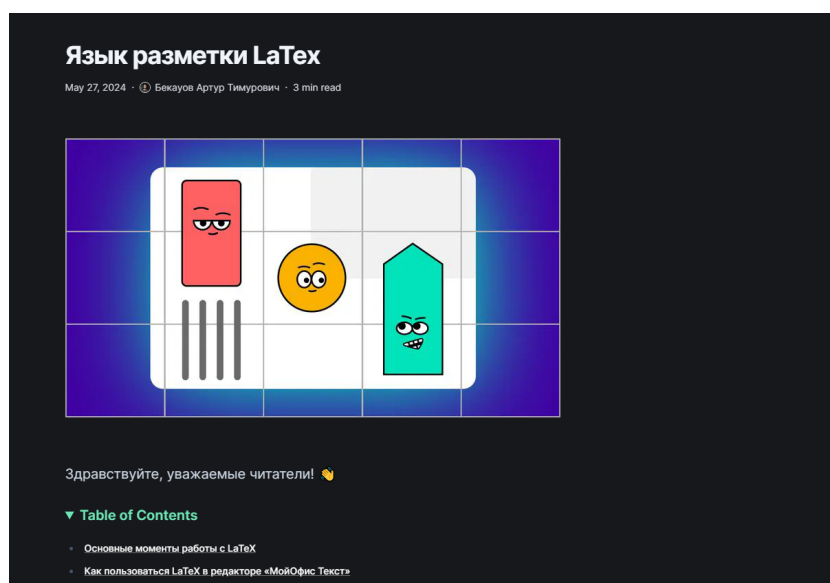 Язык разметки LaTex
May 27, 2024 · Бекауов Артур Тимурович · 3 min read
Здравствуйте, уважаемые читатели! 👋
▼ Table of Contents
Основные моменты работы с LaTeX
Как пользоваться LaTeX в редакторе «МойОфис Текст»